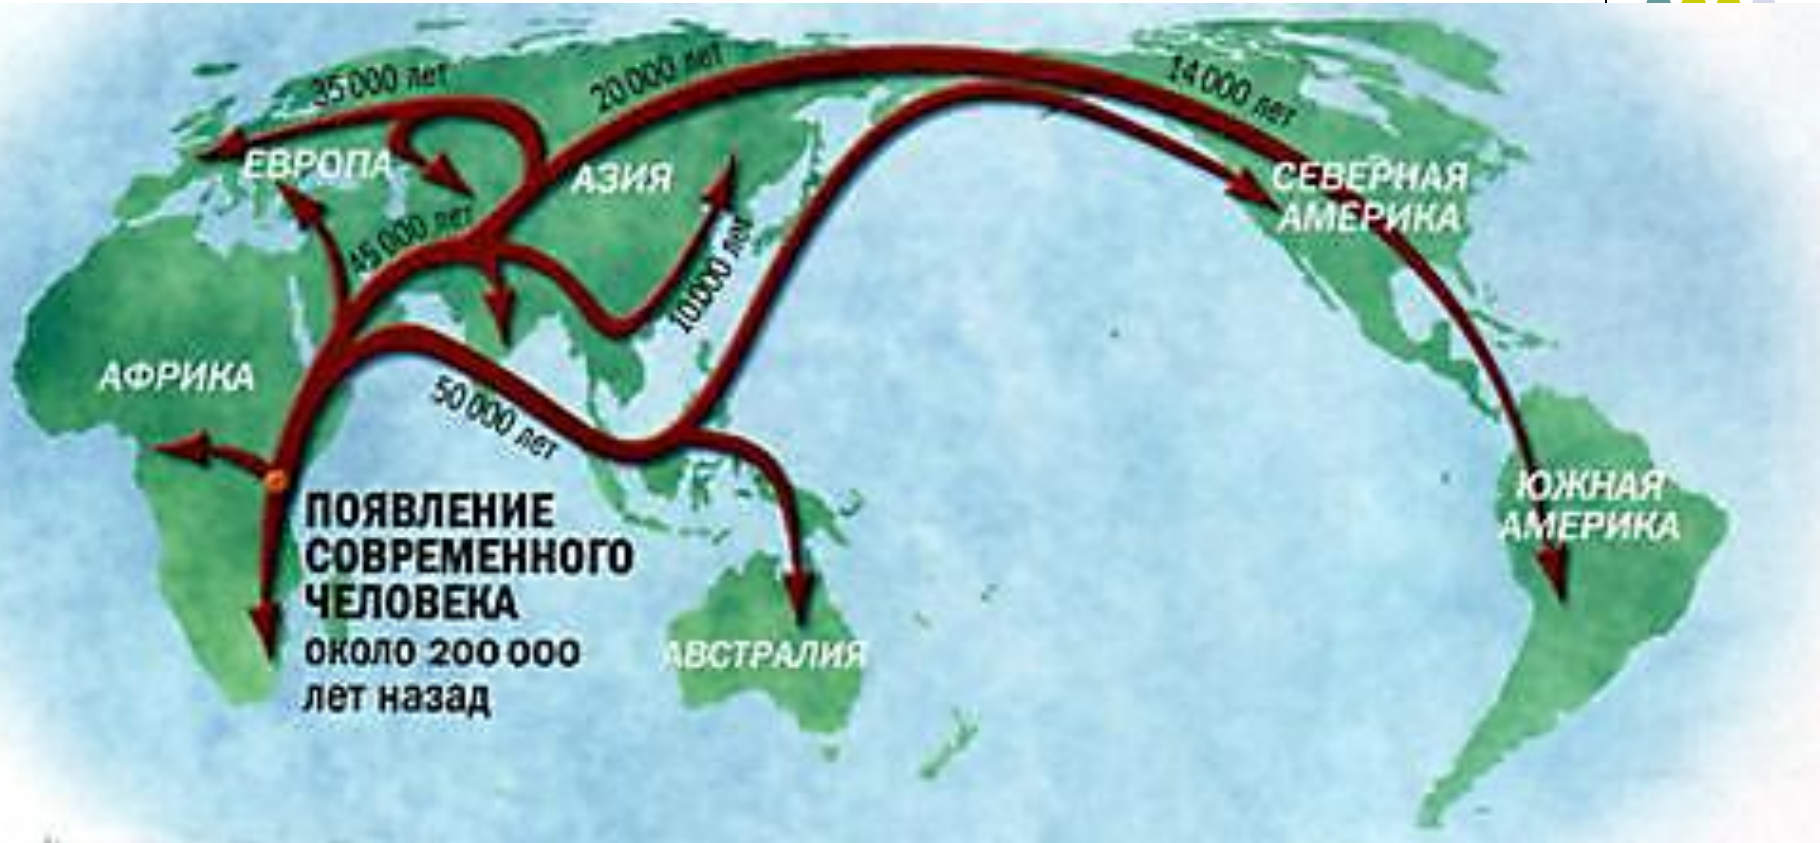 35 000 лет
20 000 лет
14 000 лет
ЕВРОПА
АЗИЯ
СЕВЕРНАЯ
АМЕРИКА
45 000 лет
10 000 лет
АФРИКА
50 000 лет
ПОЯВЛЕНИЕ
СОВРЕМЕННОГО
ЧЕЛОВЕКА
около 200 000
лет назад
ЮЖНАЯ
АМЕРИКА
АВСТРАЛИЯ